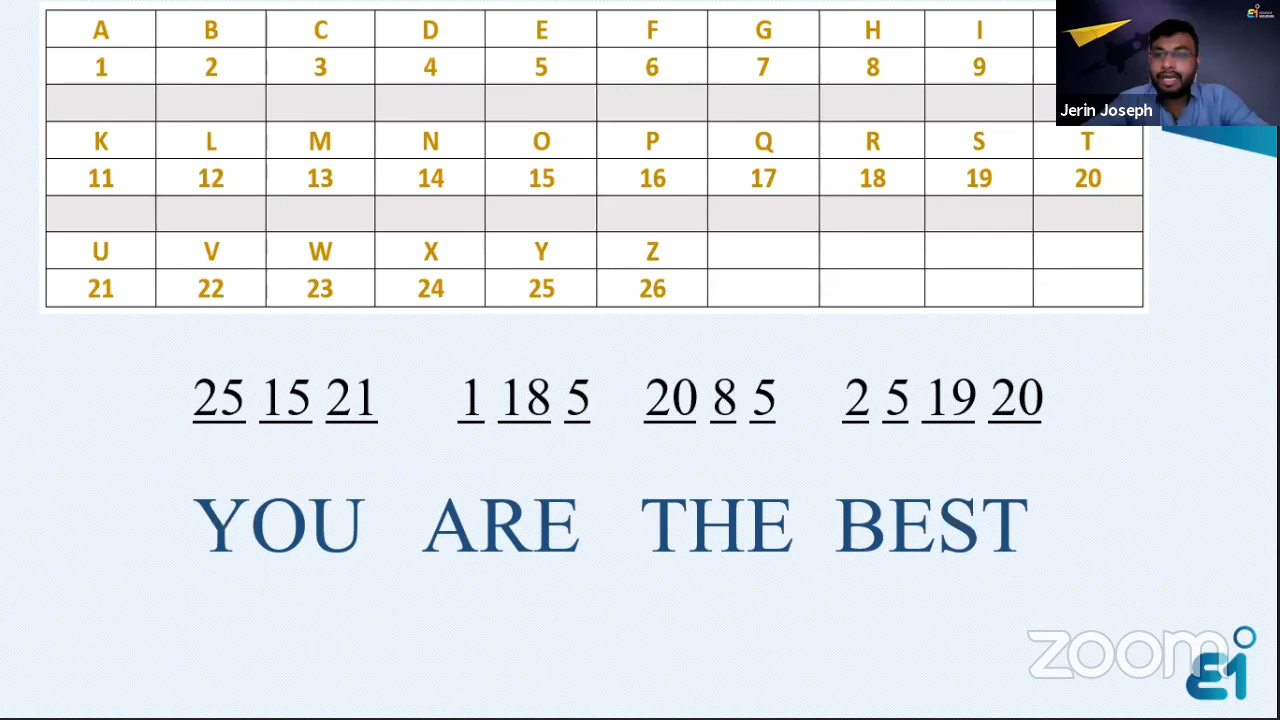 A B C D E F G H I
1 2 3 4 5 6 7 8 9
Jerin Joseph
K L M N O P Q R S T
11 12 13 14 15 16 17 18 19 20
U V W X Y Z
21 22 23 24 25 26
25 15 21 1 18 5 20 8 5 2 5 19 20
YOU ARE THE BEST
zoom
Ei